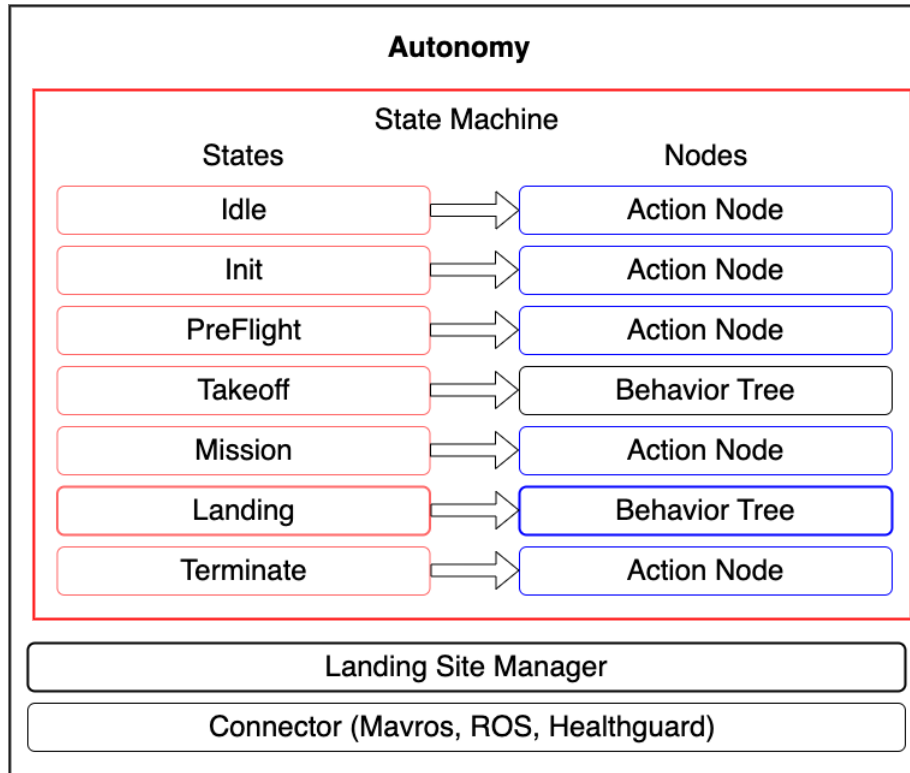 Autonomy
State Machine
States Nodes
Idle Action Node
Init Action Node
PreFlight Action Node
Takeoff Behavior Tree
Mission Action Node
Landing Behavior Tree
Terminate Action Node
Landing Site Manager
Connector (Mavros, ROS, Healthguard)